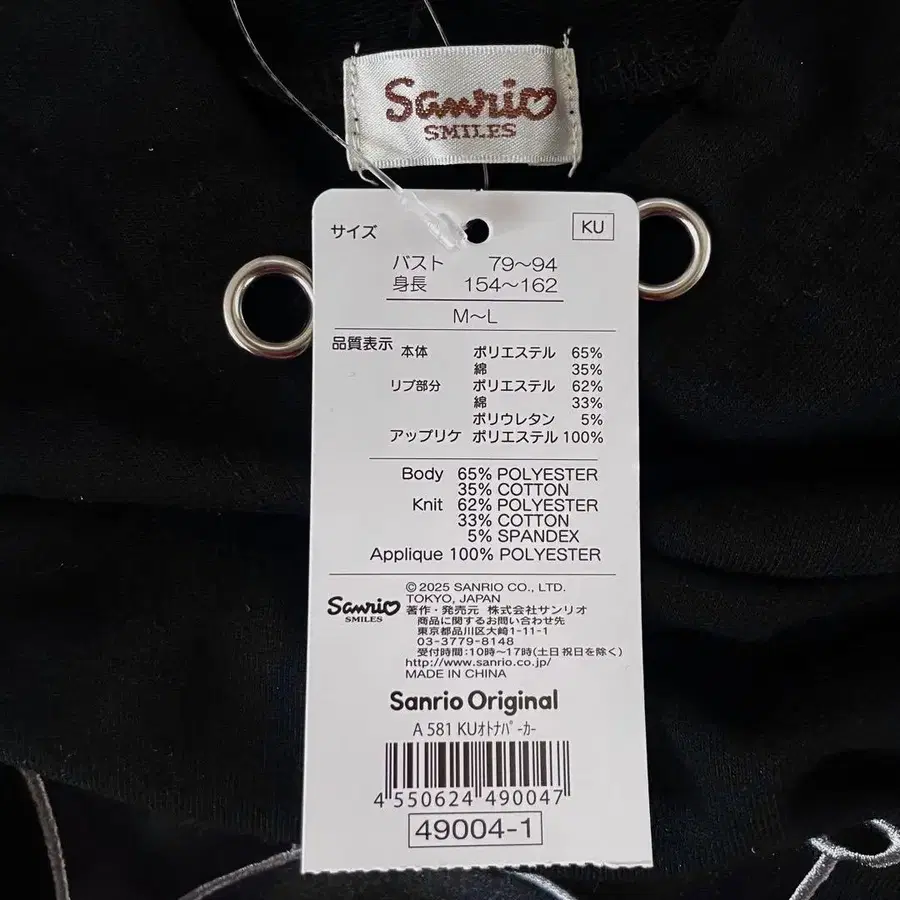 Sanrio
SMILES
サイズ KU
バスト 79〜94
身長 154〜162
M〜L
品質表示 本体 ポリエステル 65%
綿 35%
リブ部分 ポリエステル 62%
綿 33%
ポリウレタン 5%
アップリケ ポリエステル 100%
Body 65% POLYESTER
35% COTTON
Knit 62% POLYESTER
33% COTTON
5% SPANDEX
Applique 100% POLYESTER
©2025 SANRIO CO., LTD.
TOKYO, JAPAN
Sanrio
SMILES
著作・発売元 株式会社サンリオ
商品に関するお問い合わせ先
東京都品川区大崎1-11-1
03-3779-8148
受付時間:10時〜17時(土日祝日を除く)
http://www.sanrio.co.jp/
MADE IN CHINA
Sanrio Original
A 581 KUオトナパーカー
4 550624 490047
49004-1